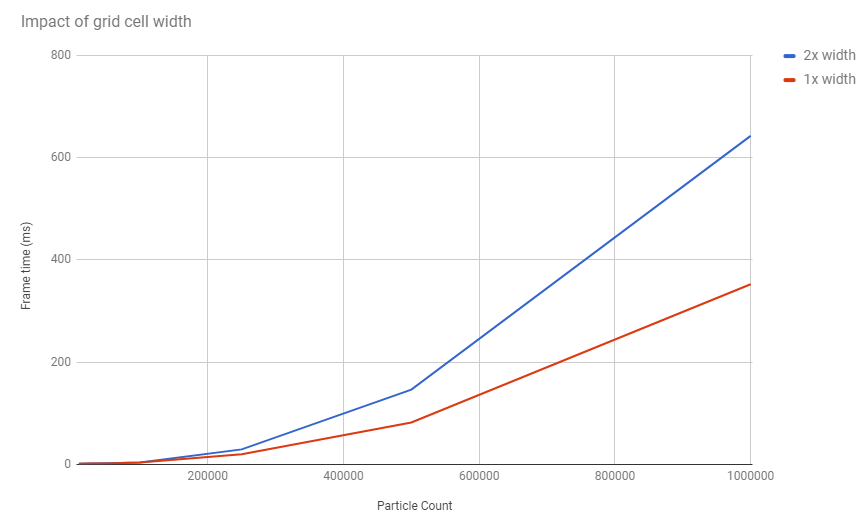 Impact of grid cell width
2x width
1x width
800
600
400
200
0
Frame time (ms)
200000
400000
600000
800000
1000000
Particle Count